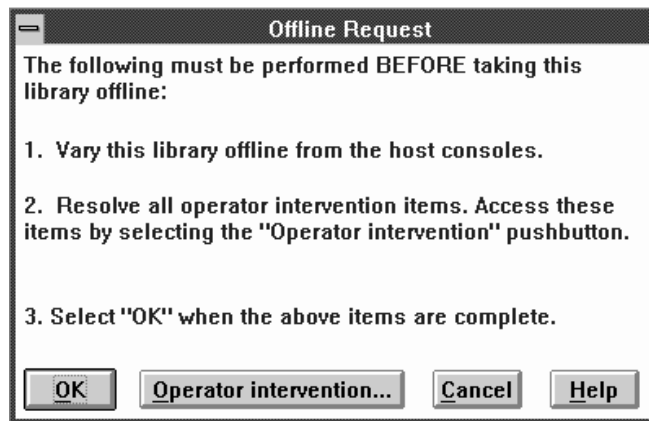 Offline Request
The following must be performed BEFORE taking this
library offline:
1. Vary this library offline from the host consoles.
2. Resolve all operator intervention items. Access these
items by selecting the "Operator intervention" pushbutton.
3. Select "OK" when the above items are complete.
OK Operator intervention... Cancel Help